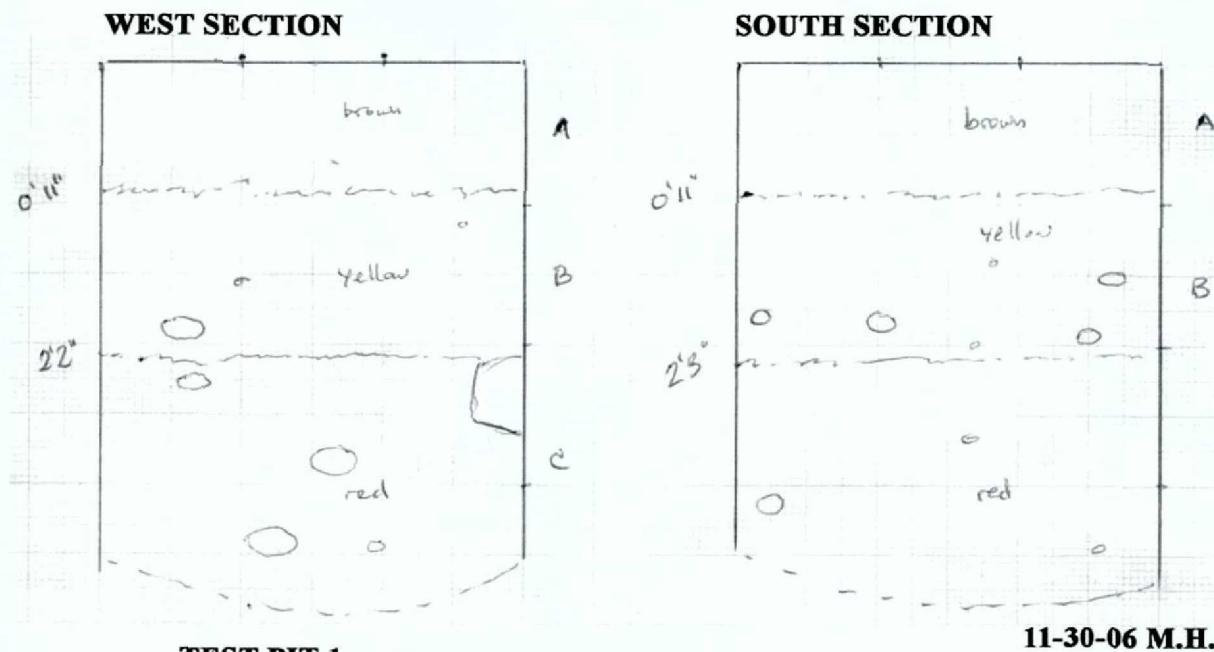 WEST SECTION
brown
A
0'11"
yellow
B
2'2"
C
red
SOUTH SECTION
brown
A
0'11"
yellow
B
2'3"
red
11-30-06 M.H.
TEST PIT 1